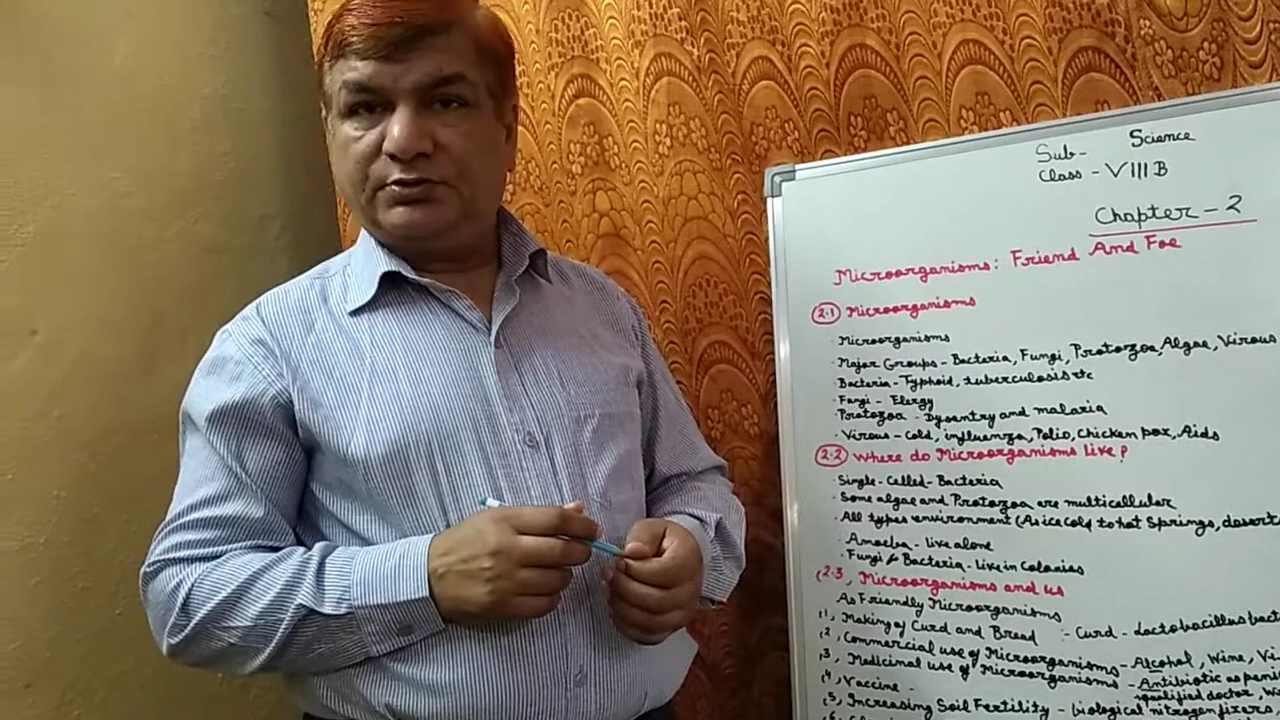 Sub- Science
Class - VIII B
Chapter - 2
Microorganisms: Friend And Foe
2.1 Microorganisms
· Microorganisms
· Major Groups - Bacteria, Fungi, Protozoa, Algae, Virous
· Bacteria - Typhoid, tuberculosis etc
· Fungi - Elergy
· Protozoa - Dysentry and malaria
· Virous - Cold, influenza, Polio, Chicken pox, Aids
2.2 Where do Microorganisms live?
· Single - Celled - Bacteria
· Some algae and Protozoa are multicellular
· All types environment (As ice cold to hot Springs, desert
· Amoeba - live alone
· Fungi & Bacteria - Live in Colonies
2.3, Microorganisms and us
As Friendly Microorganisms
1, Making of Curd and Bread :- Curd - Lactobacillus bact
2, Commercial use of Microorganisms - Alcohol, Wine, Vi
3, Medicinal use of Microorganisms - Antibiotic as peni
qualified doctor,
4, Vaccine -
5, Increasing Soil Fertility - biological nitrogen fixers,